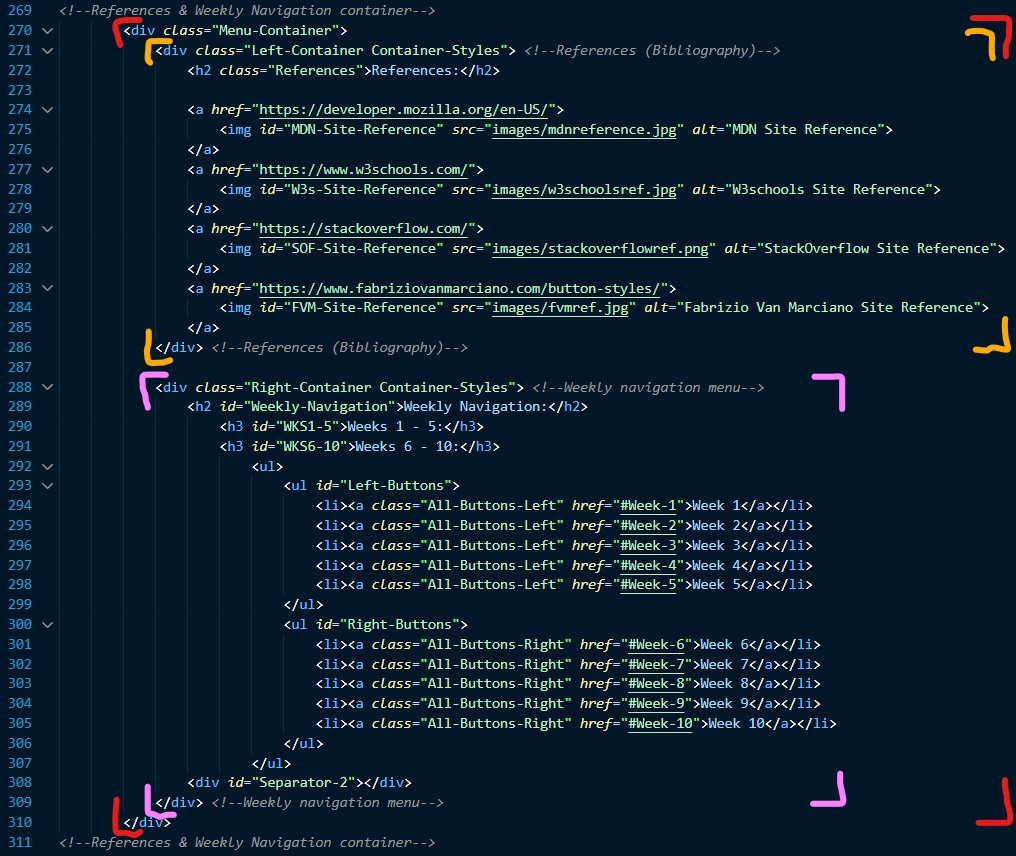 269 <!--References & Weekly Navigation container-->
270 <div class="Menu-Container">
271 <div class="Left-Container Container-Styles"> <!--References (Bibliography)-->
272 <h2 class="References">References:</h2>
273
274 <a href="https://developer.mozilla.org/en-US/">
275 <img id="MDN-Site-Reference" src="images/mdnreference.jpg" alt="MDN Site Reference">
276 </a>
277 <a href="https://www.w3schools.com/">
278 <img id="W3s-Site-Reference" src="images/w3schoolsref.jpg" alt="W3schools Site Reference">
279 </a>
280 <a href="https://stackoverflow.com/">
281 <img id="SOF-Site-Reference" src="images/stackoverflowref.png" alt="StackOverflow Site Reference">
282 </a>
283 <a href="https://www.fabriziovanmarciano.com/button-styles/">
284 <img id="FVM-Site-Reference" src="images/fvmref.jpg" alt="Fabrizio Van Marciano Site Reference">
285 </a>
286 </div> <!--References (Bibliography)-->
287
288 <div class="Right-Container Container-Styles"> <!--Weekly navigation menu-->
289 <h2 id="Weekly-Navigation">Weekly Navigation:</h2>
290 <h3 id="WKS1-5">Weeks 1 - 5:</h3>
291 <h3 id="WKS6-10">Weeks 6 - 10:</h3>
292 <ul>
293 <ul id="Left-Buttons">
294 <li><a class="All-Buttons-Left" href="#Week-1">Week 1</a></li>
295 <li><a class="All-Buttons-Left" href="#Week-2">Week 2</a></li>
296 <li><a class="All-Buttons-Left" href="#Week-3">Week 3</a></li>
297 <li><a class="All-Buttons-Left" href="#Week-4">Week 4</a></li>
298 <li><a class="All-Buttons-Left" href="#Week-5">Week 5</a></li>
299 </ul>
300 <ul id="Right-Buttons">
301 <li><a class="All-Buttons-Right" href="#Week-6">Week 6</a></li>
302 <li><a class="All-Buttons-Right" href="#Week-7">Week 7</a></li>
303 <li><a class="All-Buttons-Right" href="#Week-8">Week 8</a></li>
304 <li><a class="All-Buttons-Right" href="#Week-9">Week 9</a></li>
305 <li><a class="All-Buttons-Right" href="#Week-10">Week 10</a></li>
306 </ul>
307 </ul>
308 <div id="Separator-2"></div>
309 </div> <!--Weekly navigation menu-->
310 </div>
311 <!--References & Weekly Navigation container-->